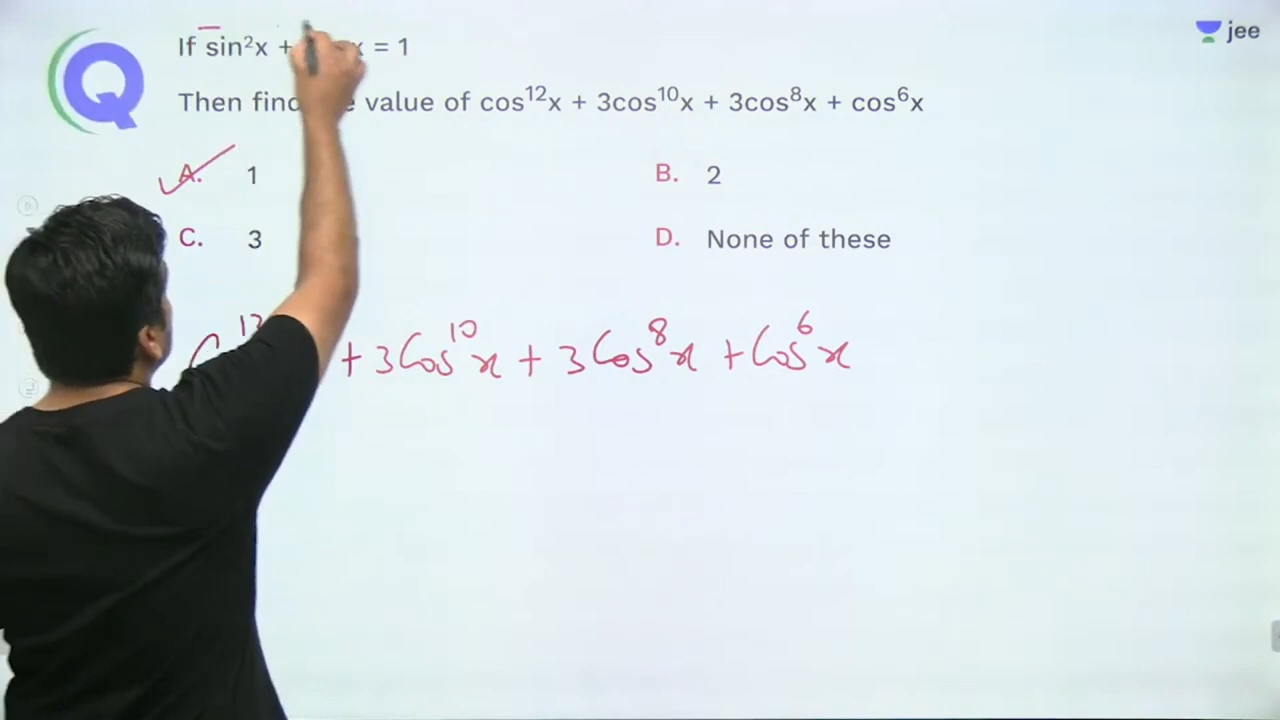 jee
If sin²x + x = 1
Then find value of cos¹²x + 3cos¹⁰x + 3cos⁸x + cos⁶x
A. 1
B. 2
C. 3
D. None of these
+ 3Cos¹⁰x + 3Cos⁸x + Cos⁶x